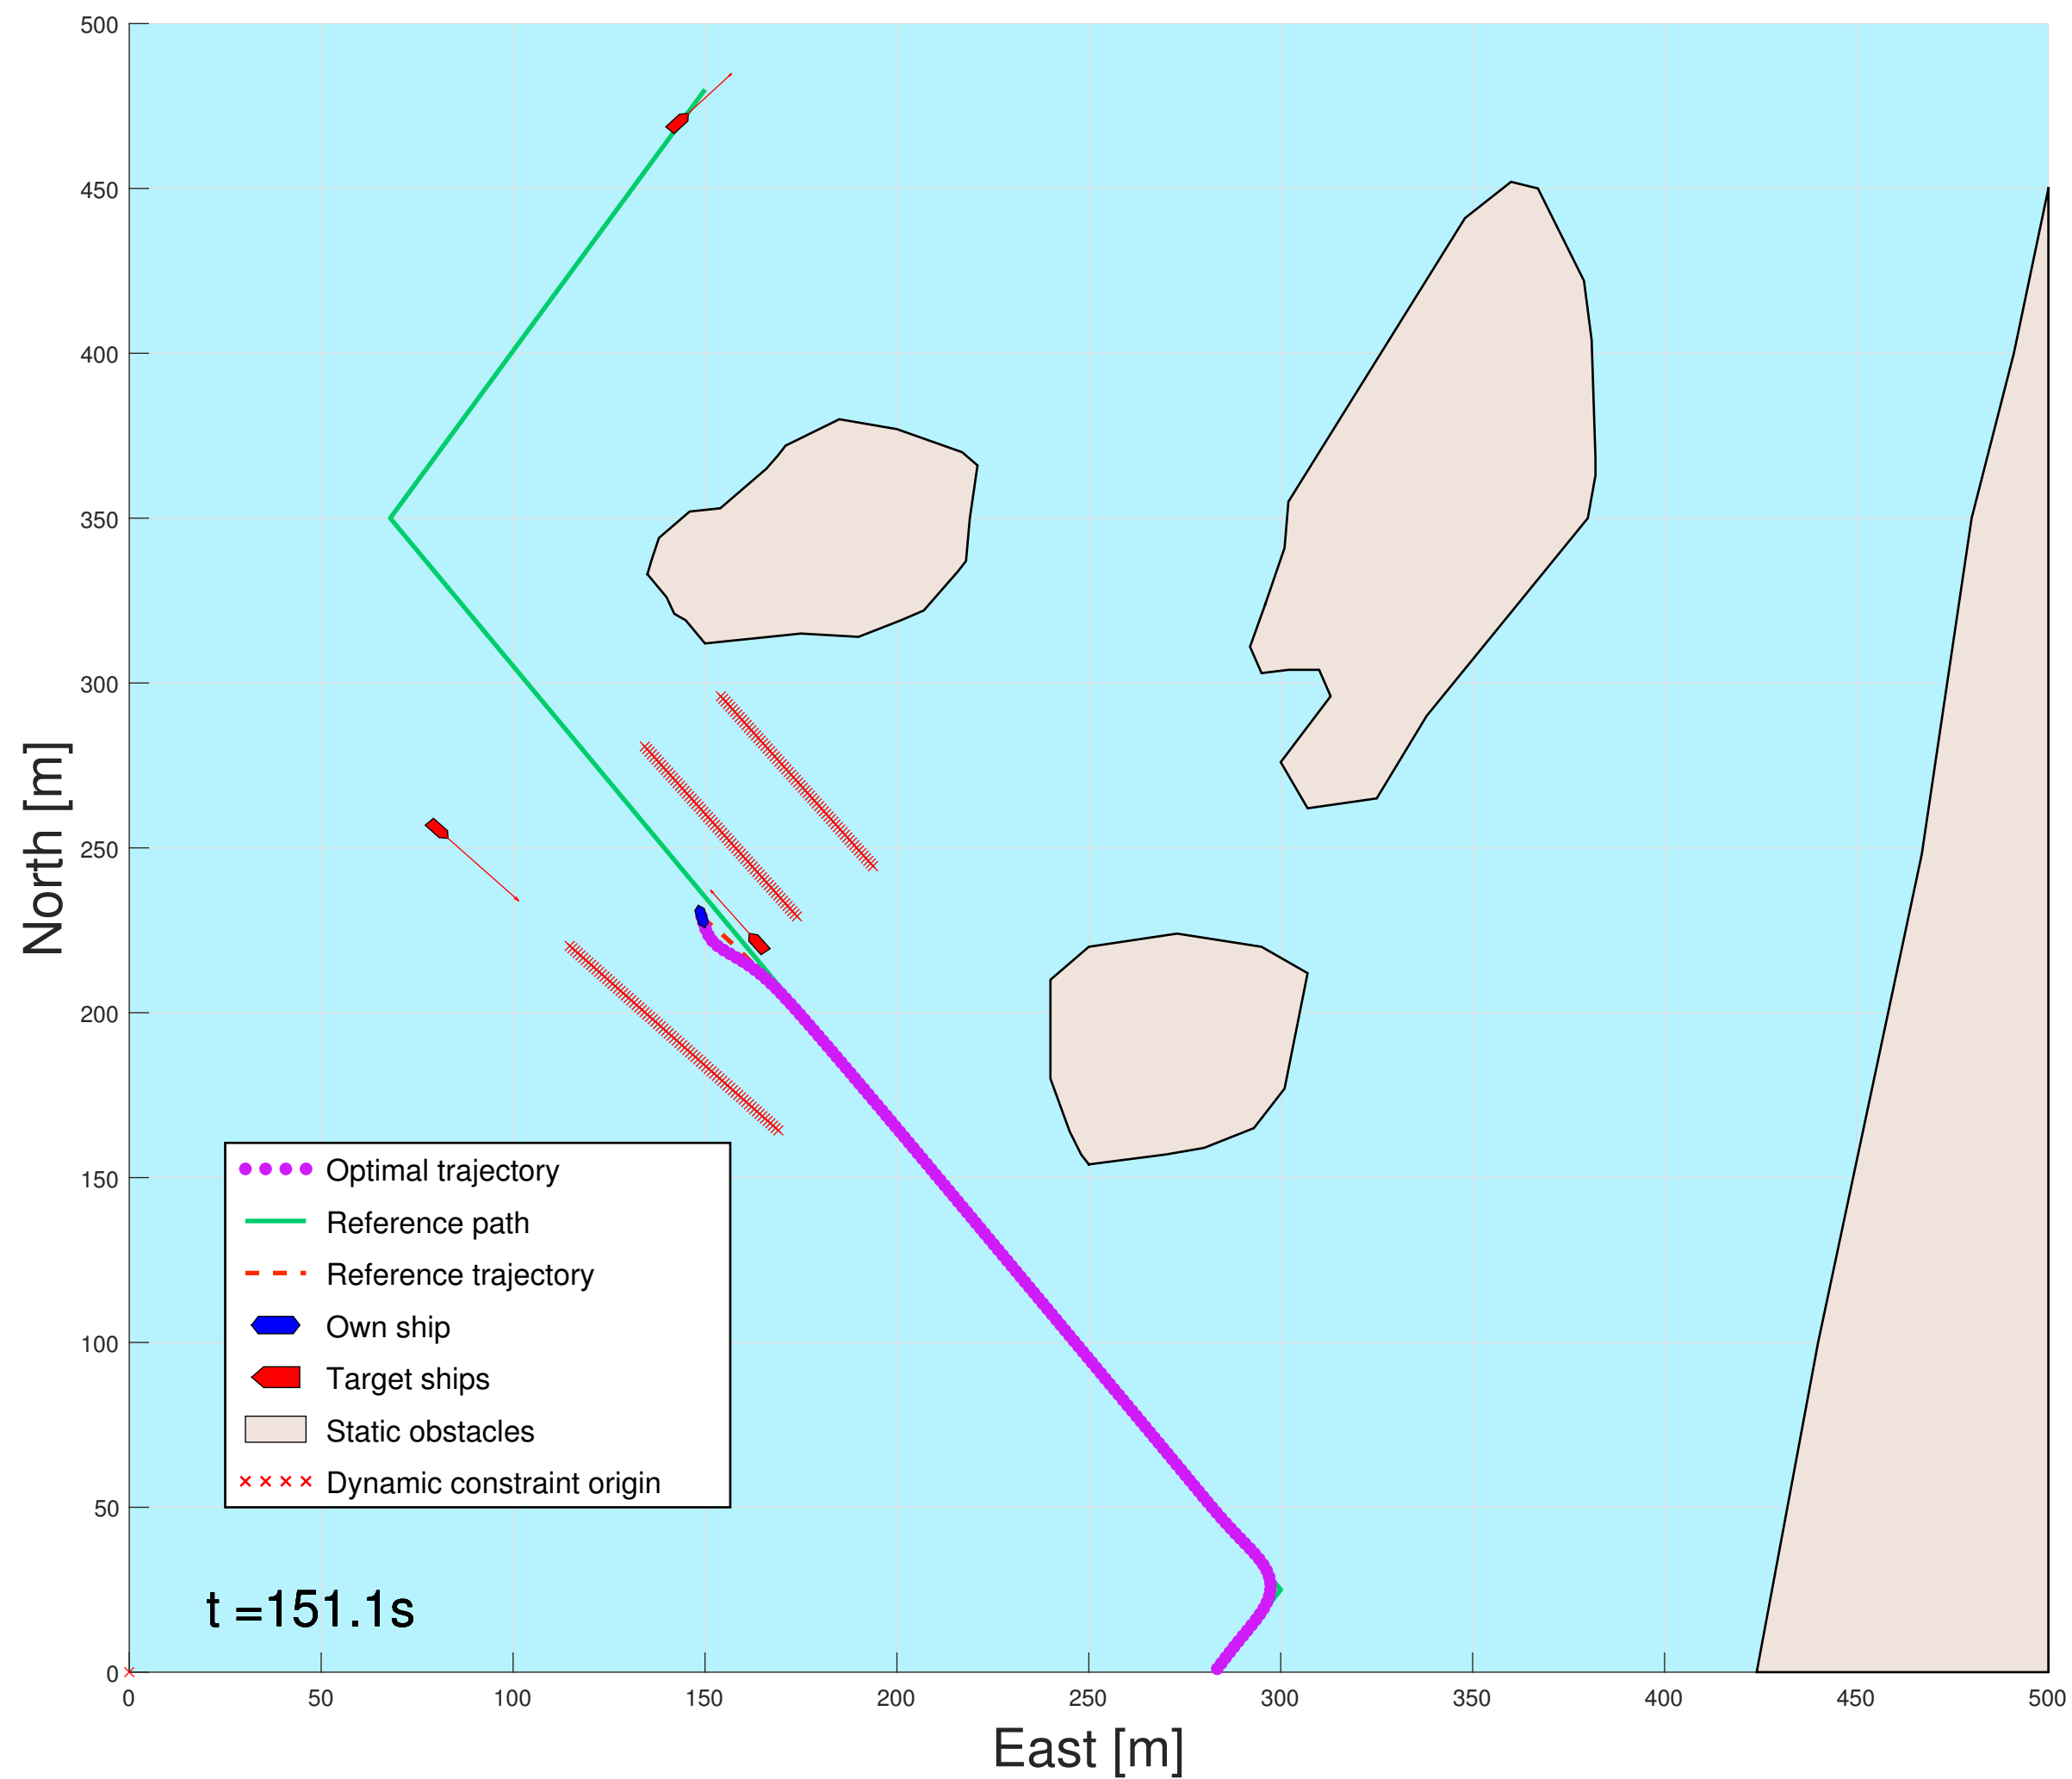 500
450
400
350
300
250
200
150
100
50
0
North [m]
Optimal trajectory
Reference path
Reference trajectory
Own ship
Target ships
Static obstacles
Dynamic constraint origin
t =151.1s
0 50 100 150 200 250 300 350 400 450 500
East [m]